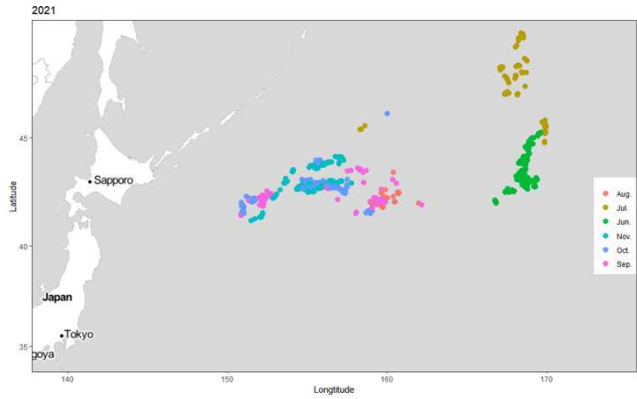 2021
45
Sapporo
Latitude
Aug.
Jul.
Jun.
Nov.
Oct.
Sep.
40
Japan
Tokyo
goya
35
140
150
160
170
Longtitude